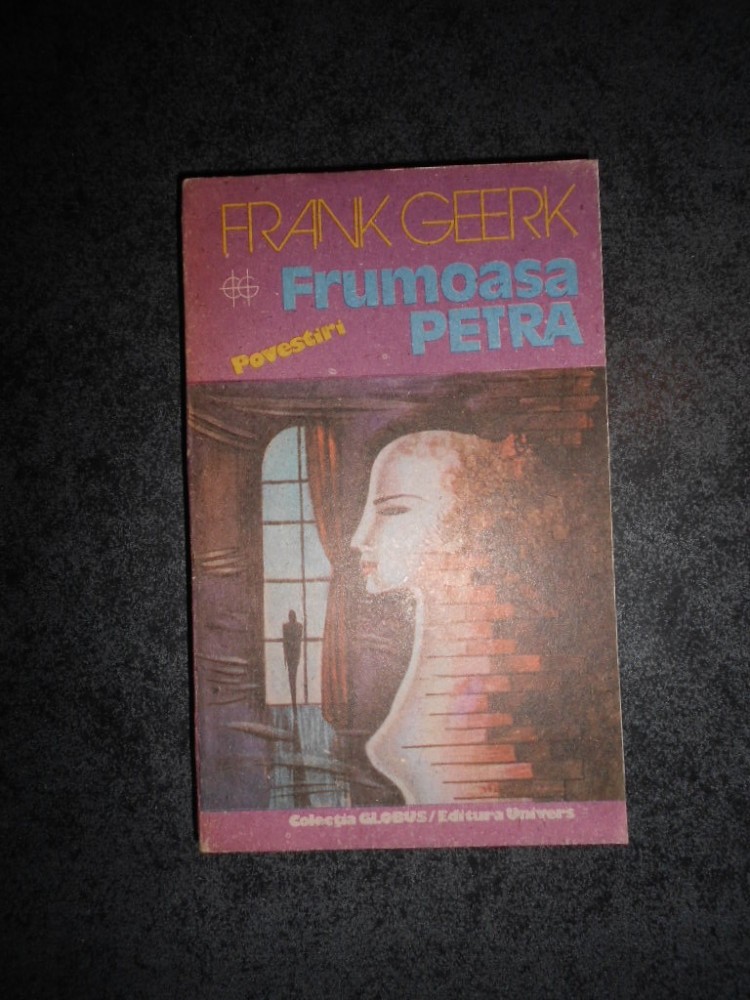 FRANK GEERK
Frumoasa
PETRA
Povestiri
Colecția GLOBUS/Editura Univers